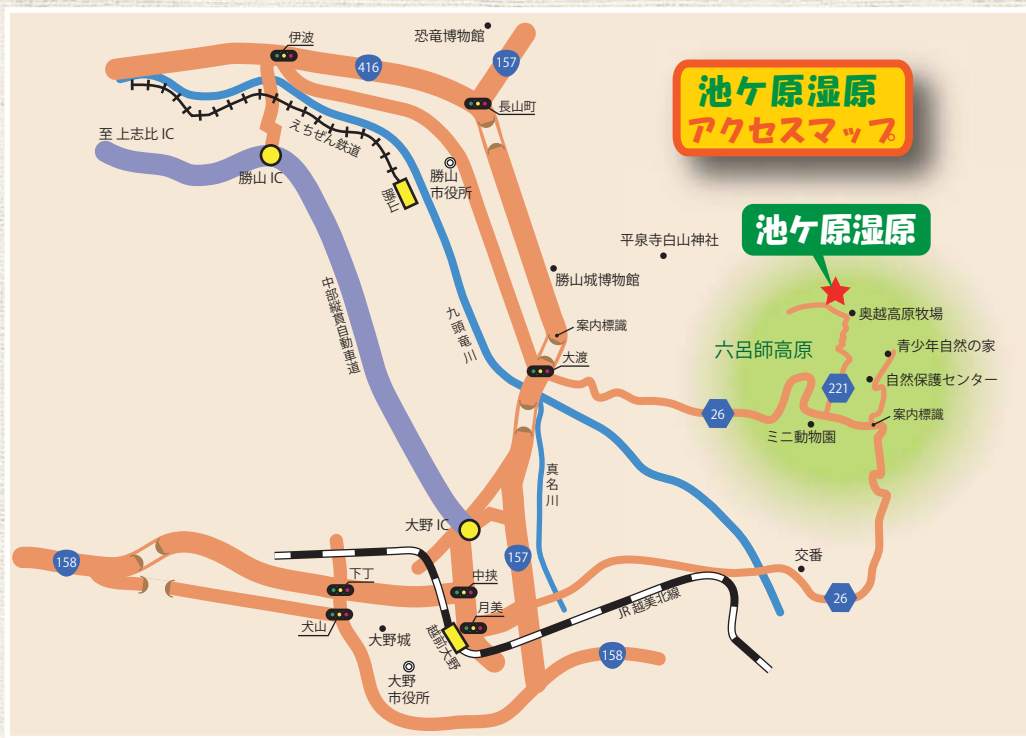 池ケ原湿原
アクセスマップ
伊波
恐竜博物館
157
416
長山町
至 上志比 IC
えちぜん鉄道
勝山 IC
勝山
勝山
市役所
池ケ原湿原
平泉寺白山神社
勝山城博物館
中部縦貫自動車道
九頭竜川
案内標識
大渡
奥越高原牧場
六呂師高原
青少年自然の家
自然保護センター
221
26
案内標識
ミニ動物園
真名川
大野 IC
158
157
交番
下丁
中挾
26
月美
JR 越美北線
犬山
大野城
越前大野
158
大野
市役所